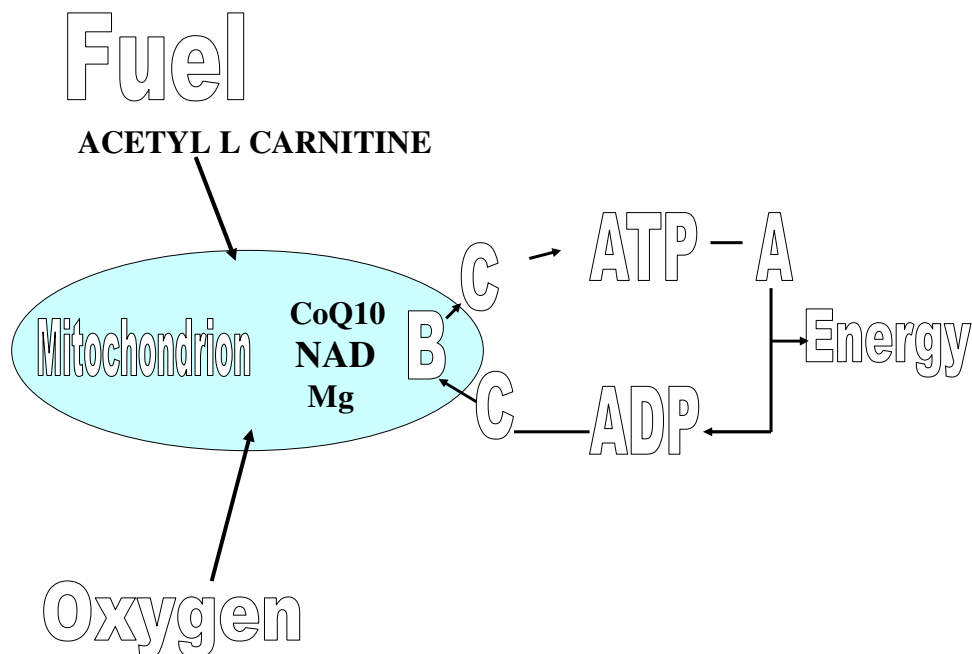 Fuel
ACETYL L CARNITINE
C
ATP
A
Mitochondrion
CoQ10
NAD
Mg
B
Energy
C
ADP
Oxygen